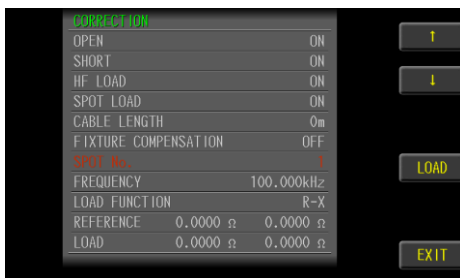 CORRECTION
OPEN ON
SHORT ON
HF LOAD ON
SPOT LOAD ON
CABLE LENGTH 0m
FIXTURE COMPENSATION OFF
SPOT No. 1
FREQUENCY 100.000kHz
LOAD FUNCTION R-X
REFERENCE 0.0000 Ω 0.0000 Ω
LOAD 0.0000 Ω 0.0000 Ω
↑
↓
LOAD
EXIT